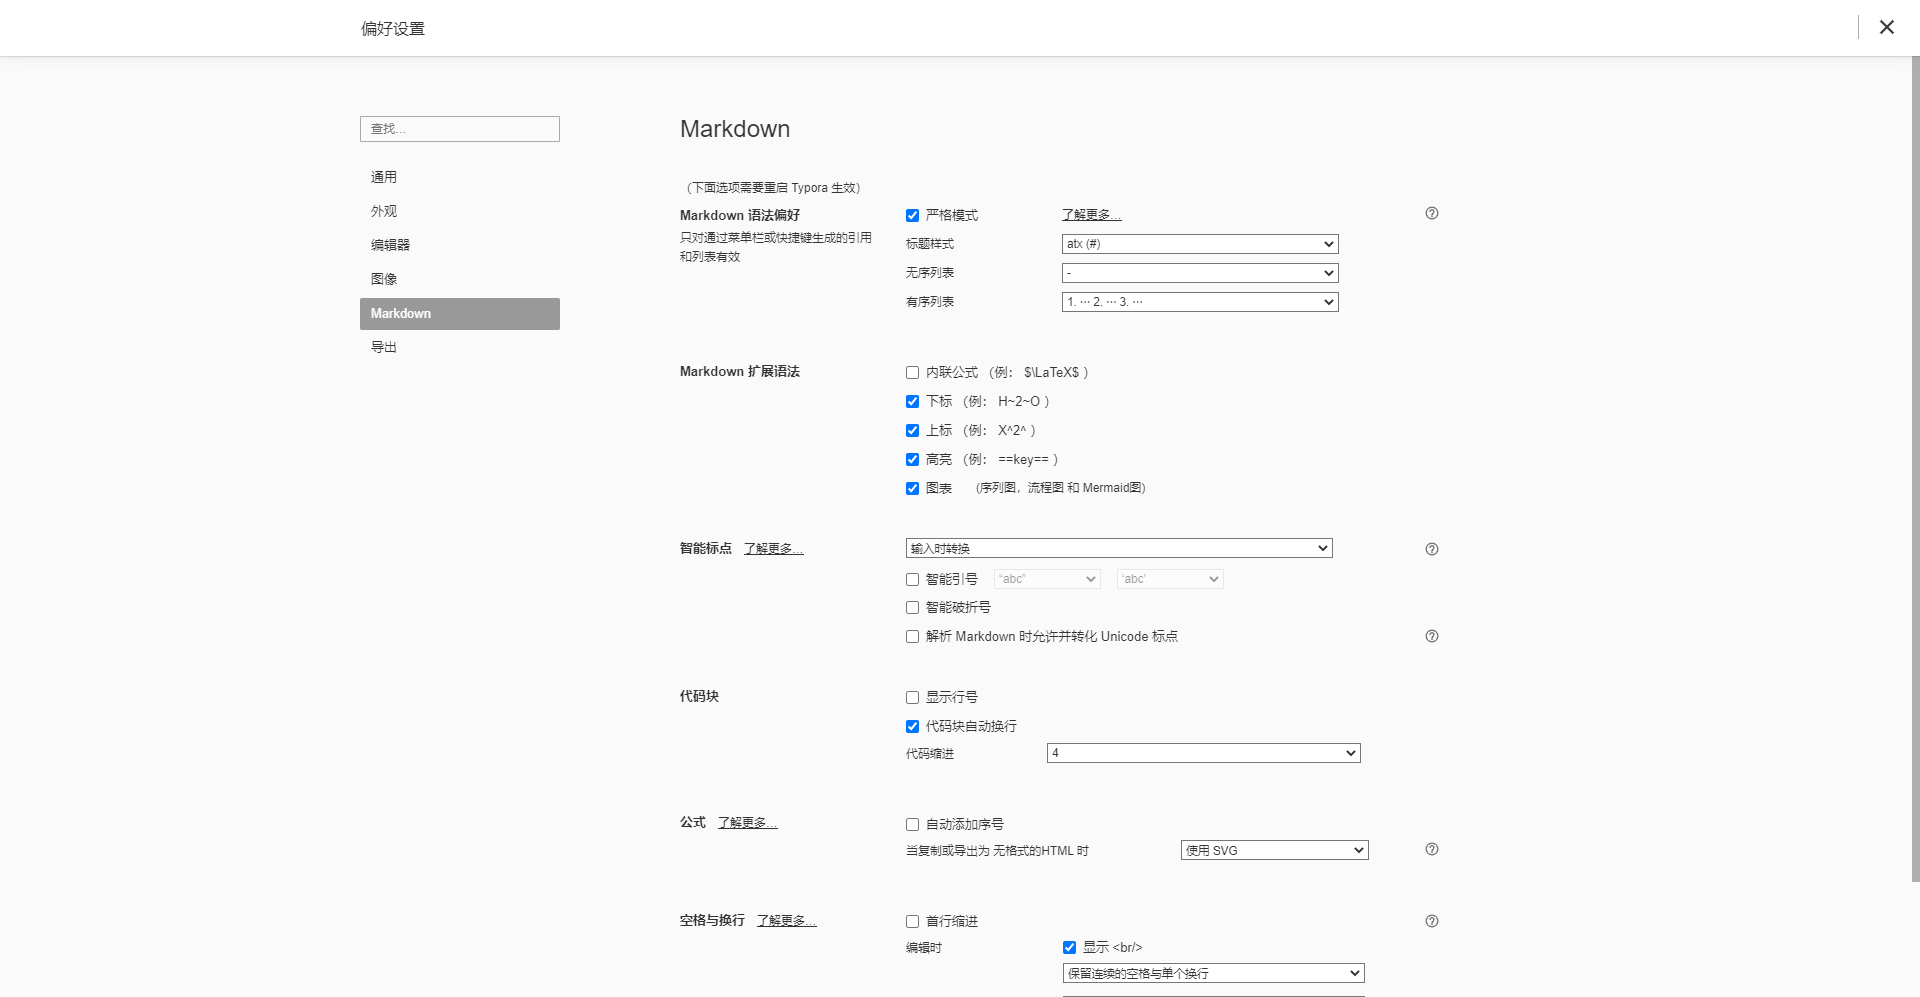 偏好设置
查找...
通用
外观
编辑器
图像
Markdown
导出
Markdown
（下面选项需要重启 Typora 生效）
Markdown 语法偏好
只对通过菜单栏或快捷键生成的引用
和列表有效
严格模式 了解更多...
标题样式 atx (#)
无序列表 -
有序列表 1. ··· 2. ··· 3. ···
Markdown 扩展语法
内联公式 （例： $\LaTeX$ ）
下标 （例： H~2~O ）
上标 （例： X^2^ ）
高亮 （例： ==key== ）
图表 (序列图，流程图 和 Mermaid图)
智能标点 了解更多... 输入时转换
智能引号 “abc” ‘abc’
智能破折号
解析 Markdown 时允许并转化 Unicode 标点
代码块
显示行号
代码块自动换行
代码缩进 4
公式 了解更多...
自动添加序号
当复制或导出为 无格式的HTML 时 使用 SVG
空格与换行 了解更多...
首行缩进
编辑时 显示 <br/>
保留连续的空格与单个换行